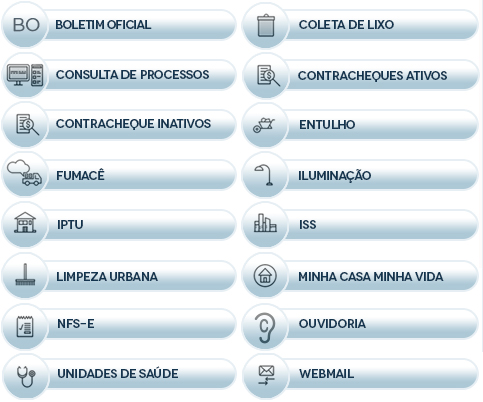 BO BOLETIM OFICIAL
COLETA DE LIXO
CONSULTA DE PROCESSOS
CONTRACHEQUES ATIVOS
CONTRACHEQUE INATIVOS
ENTULHO
FUMACÊ
ILUMINAÇÃO
IPTU
ISS
LIMPEZA URBANA
MINHA CASA MINHA VIDA
NFS-E
OUVIDORIA
UNIDADES DE SAÚDE
WEBMAIL